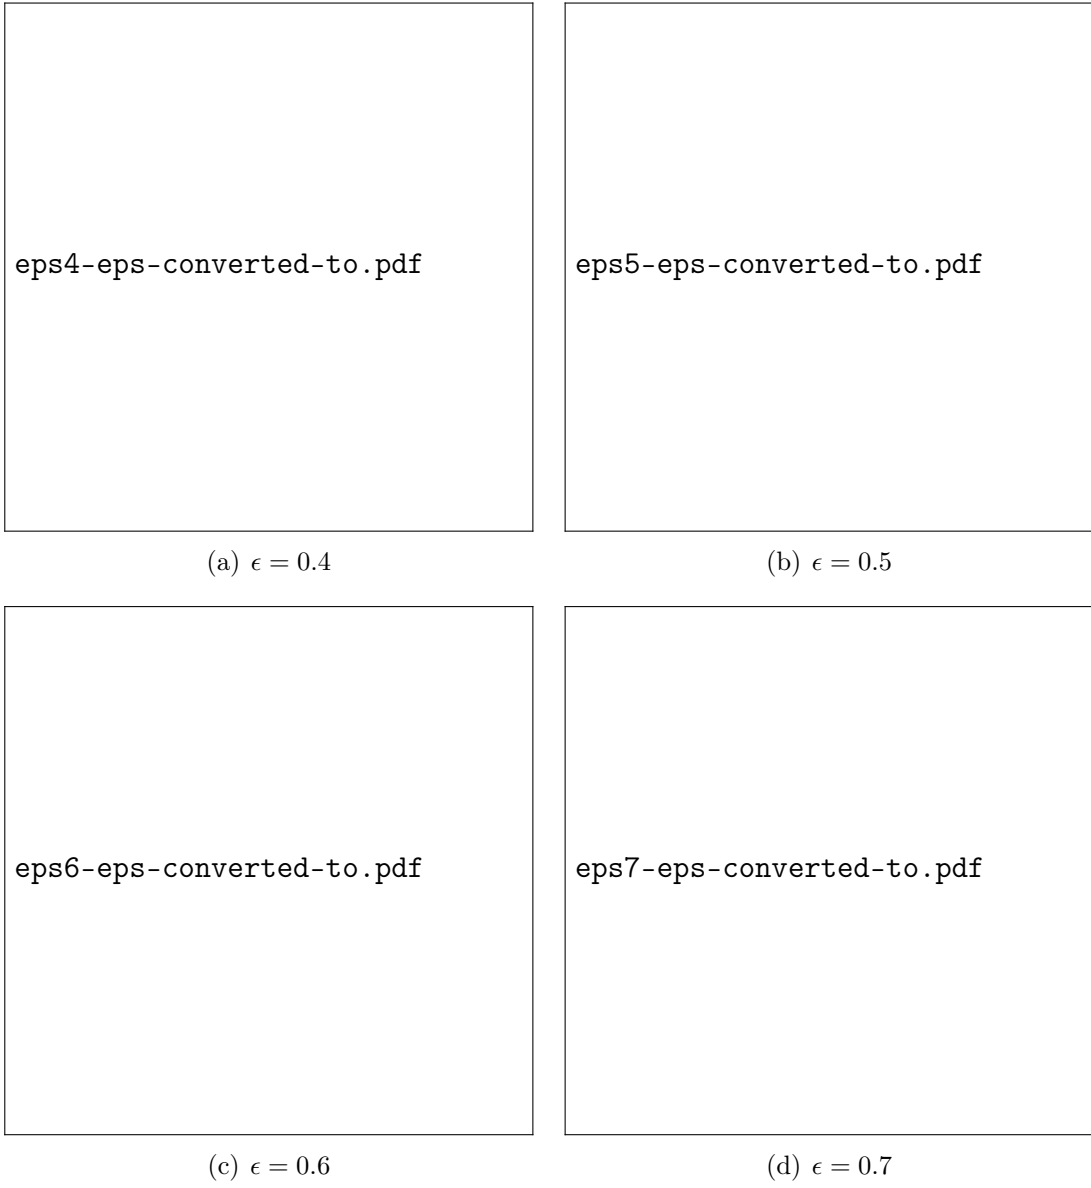 eps4-eps-converted-to.pdf
eps5-eps-converted-to.pdf
(a) ϵ = 0.4
(b) ϵ = 0.5
eps6-eps-converted-to.pdf
eps7-eps-converted-to.pdf
(c) ϵ = 0.6
(d) ϵ = 0.7